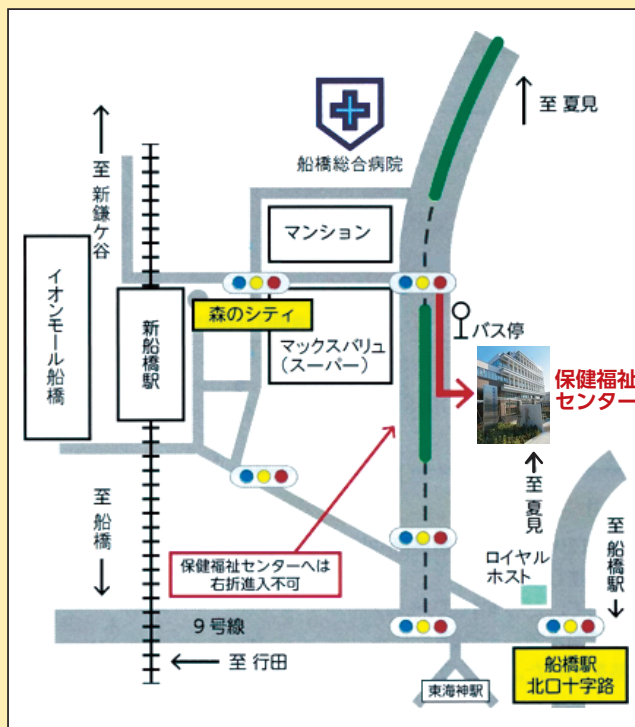 至 夏見
船橋総合病院
至 新鎌ケ谷
マンション
イオンモール船橋
新船橋駅
森のシティ
マックスバリュ
(スーパー)
バス停
保健福祉
センター
至 船橋
至 夏見
至 船橋駅
保健福祉センターへは
右折進入不可
ロイヤル
ホスト
9号線
至 行田
東海神駅
船橋駅
北口十字路